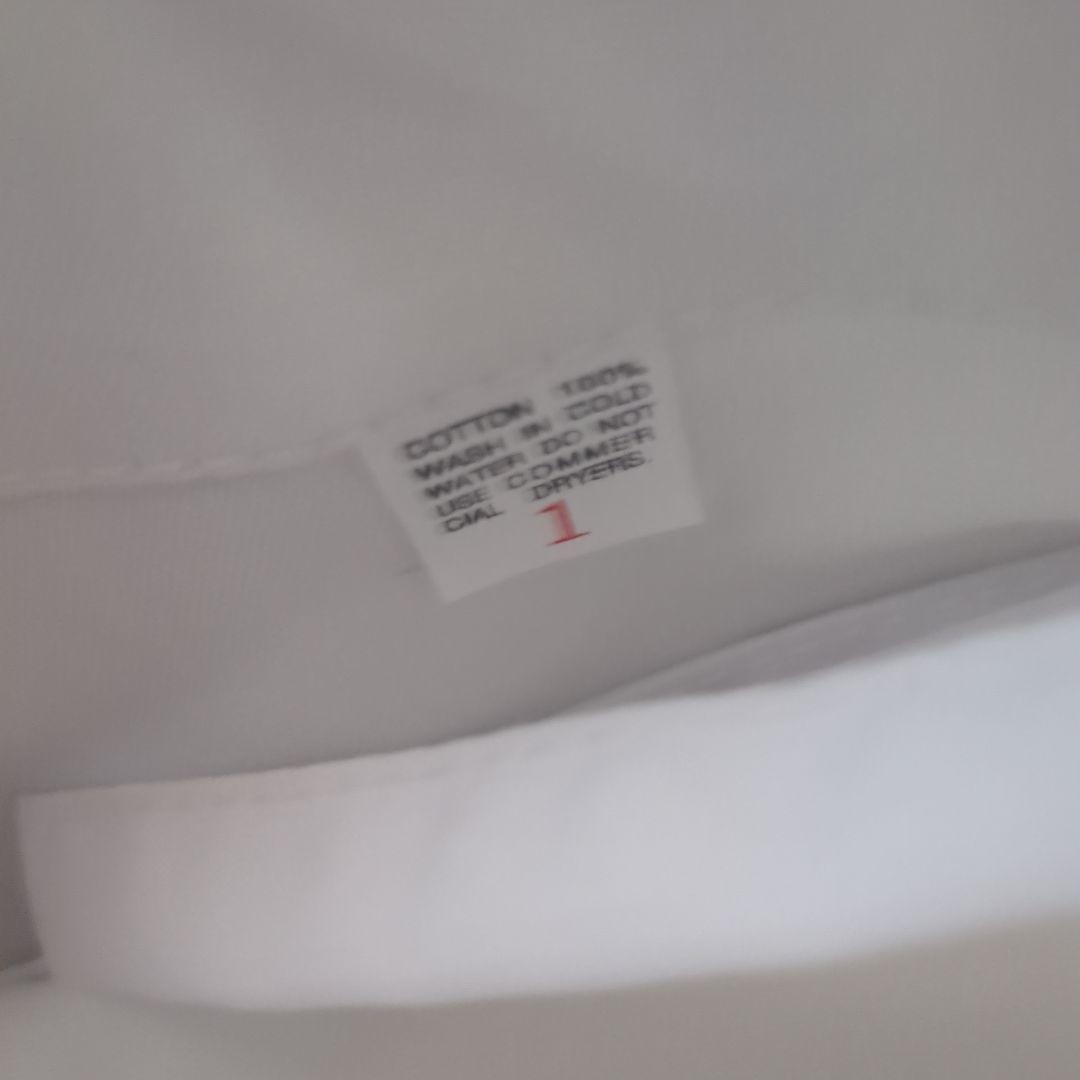 COTTON 100%
WASH IN COLD
WATER DO NOT
USE COMMER
CIAL DRYERS.
1